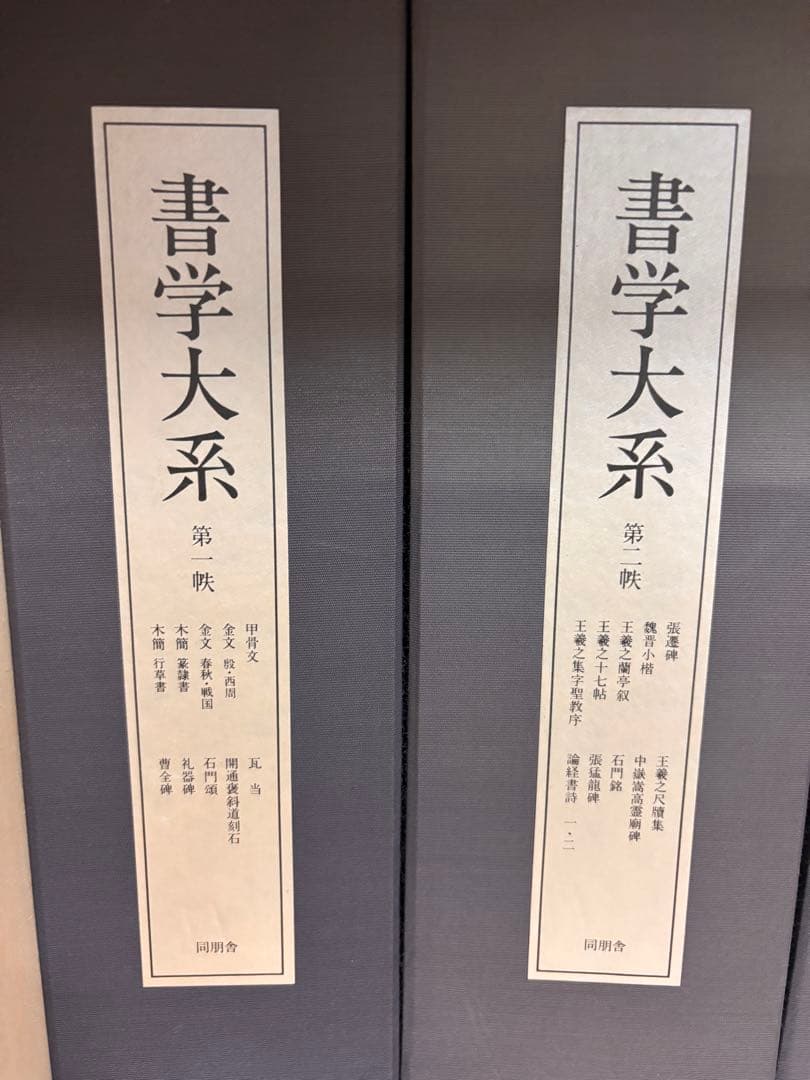 書学大系
第一帙
甲骨文
金文 殷・西周
金文 春秋・戦国
木簡 篆隷書
木簡 行草書
瓦当
開通褒斜道刻石
石門頌
礼器碑
曹全碑
同朋舎
書学大系
第二帙
張遷碑
魏晋小楷
王羲之蘭亭叙
王羲之十七帖
王羲之集字聖教序
王羲之尺牘集
中嶽嵩高霊廟碑
石門銘
張猛龍碑
論経書詩 一・二
同朋舎